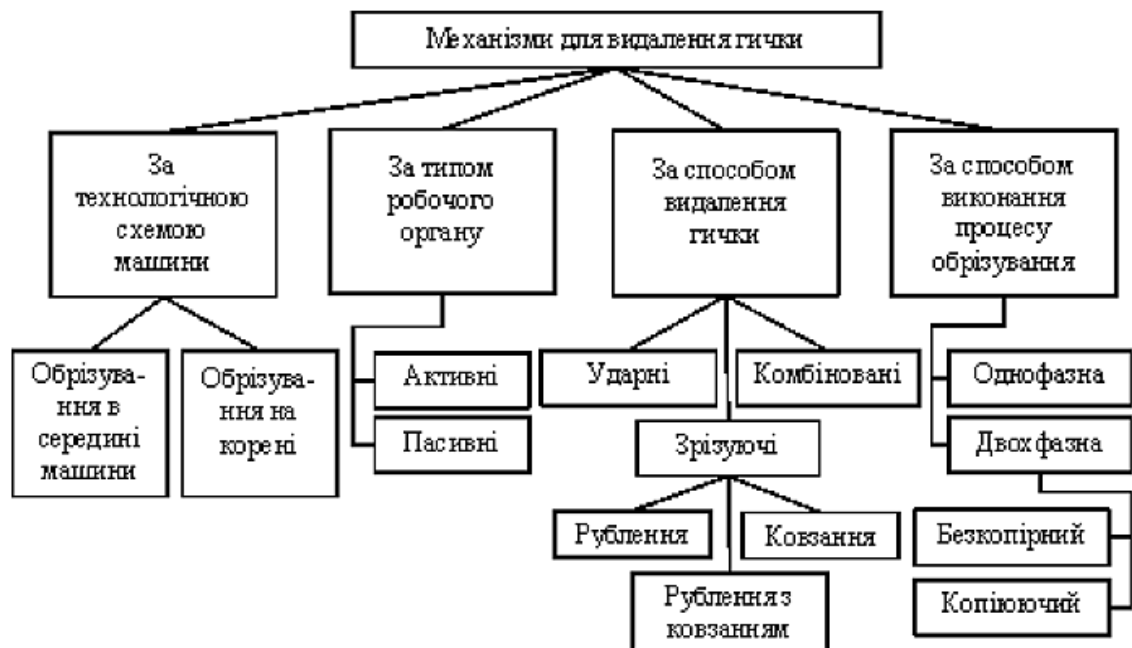 Механізми для видалення гички
За
технологічною
схемою
машини
За типом
робочого
органу
За способом
видалення
гички
За способом
виконання
процесу
обрізування
Обрізува-
ння в
середині
машини
Обрізува-
ння на
корені
Активні
Пасивні
Ударні
Комбіновані
Зрізуючі
Рублення
Ковзання
Рублення з
ковзанням
Однофазна
Двохфазна
Безкопірний
Копіюючий